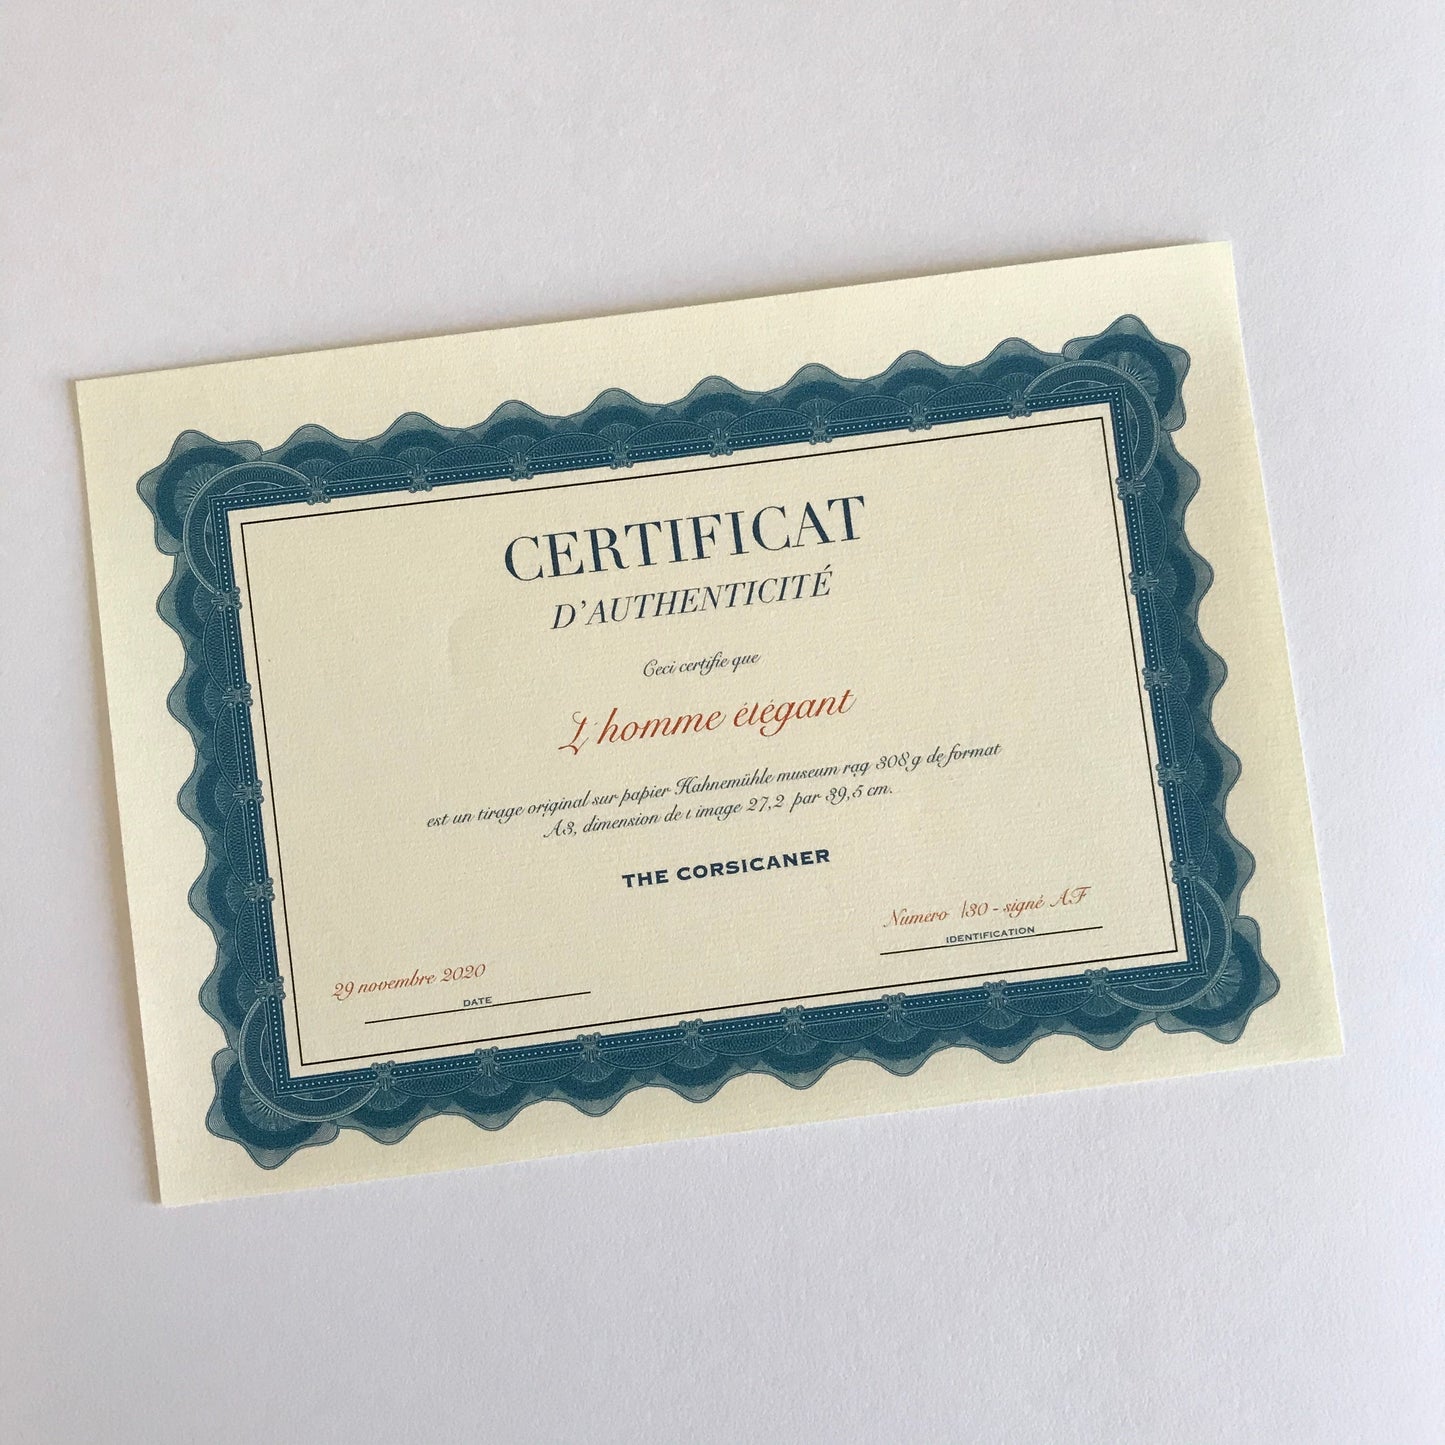 CERTIFICAT
D'AUTHENTICITÉ
Ceci certifie que
L'homme élégant
est un tirage original sur papier Hahnemühle museum rag 308 g de format
A3, dimension de l image 27,2 par 39,5 cm.
THE CORSICANER
Numéro /30 - signé AF
IDENTIFICATION
29 novembre 2020
DATE